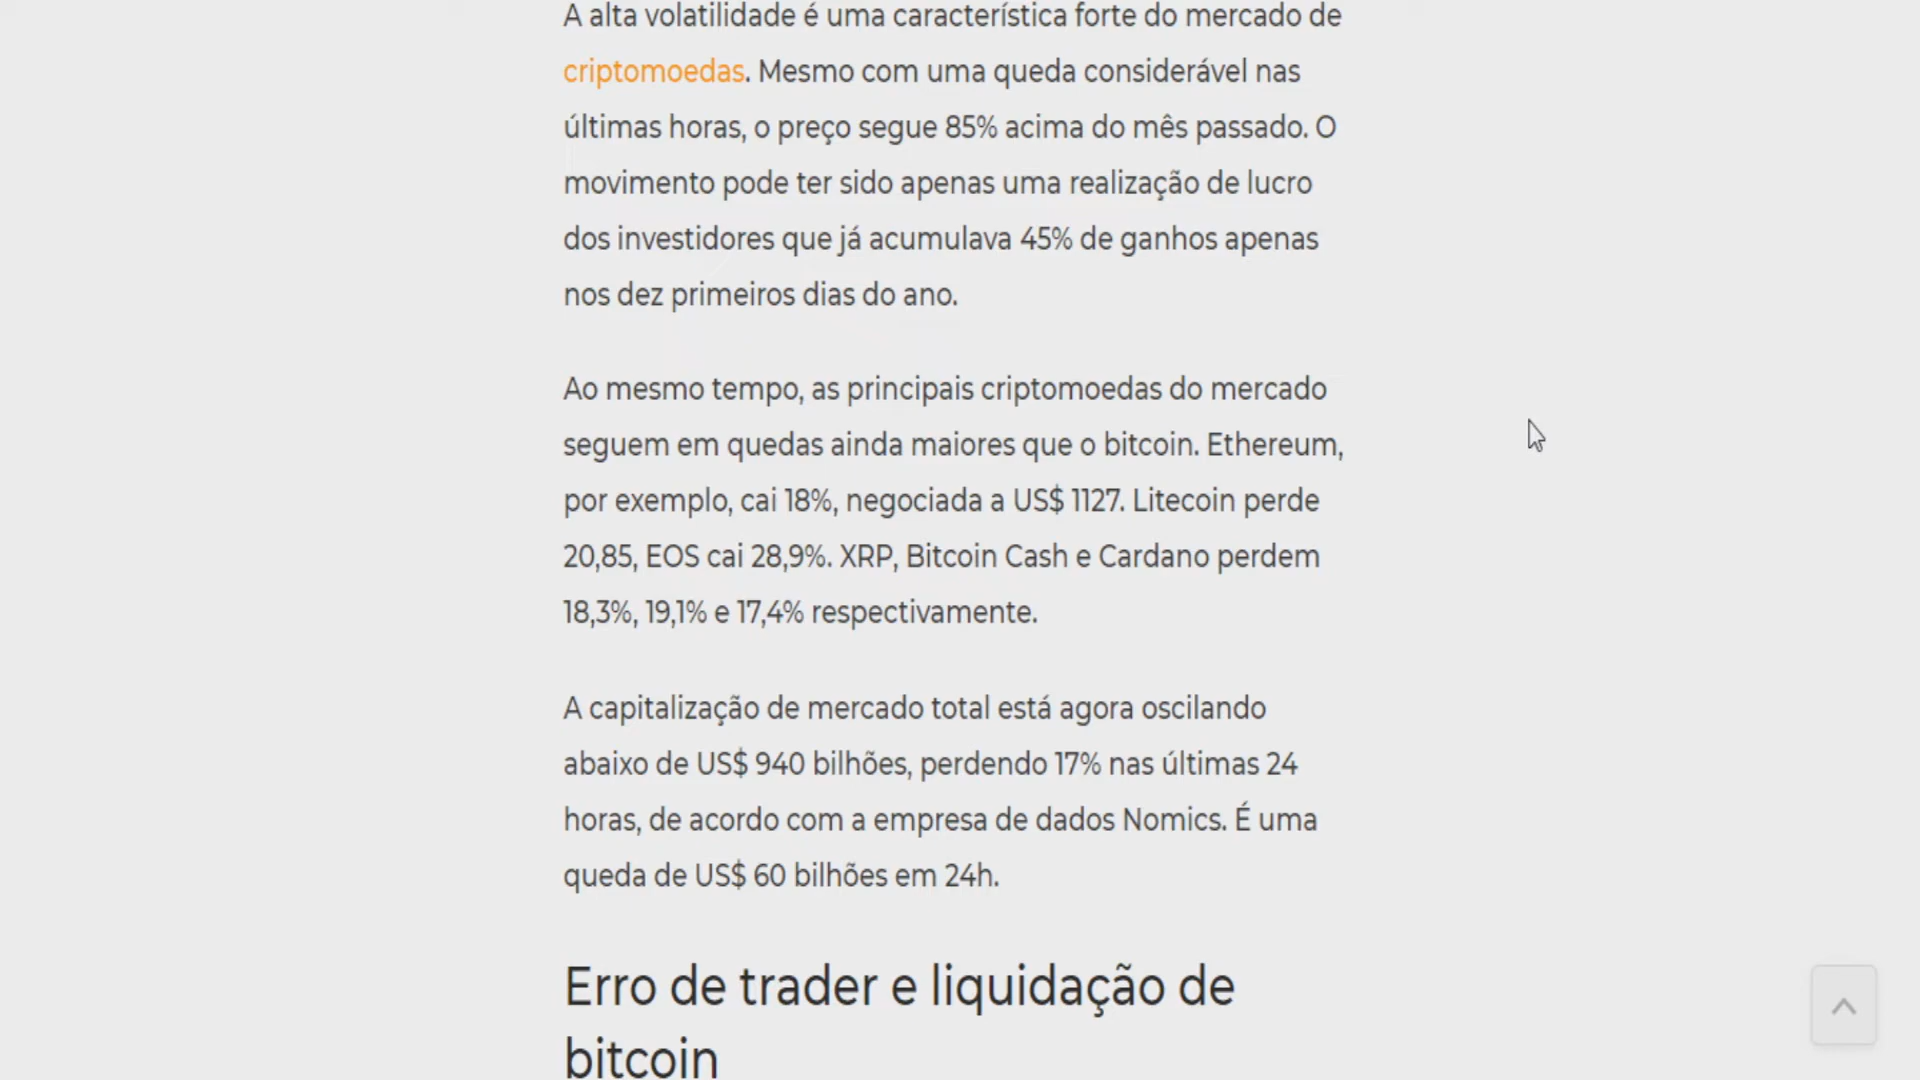 A alta volatilidade é uma característica forte do mercado de
criptomoedas. Mesmo com uma queda considerável nas
últimas horas, o preço segue 85% acima do mês passado. O
movimento pode ter sido apenas uma realização de lucro
dos investidores que já acumulava 45% de ganhos apenas
nos dez primeiros dias do ano.
Ao mesmo tempo, as principais criptomoedas do mercado
seguem em quedas ainda maiores que o bitcoin. Ethereum,
por exemplo, cai 18%, negociada a US$ 1127. Litecoin perde
20,85, EOS cai 28,9%. XRP, Bitcoin Cash e Cardano perdem
18,3%, 19,1% e 17,4% respectivamente.
A capitalização de mercado total está agora oscilando
abaixo de US$ 940 bilhões, perdendo 17% nas últimas 24
horas, de acordo com a empresa de dados Nomics. É uma
queda de US$ 60 bilhões em 24h.
Erro de trader e liquidação de
bitcoin